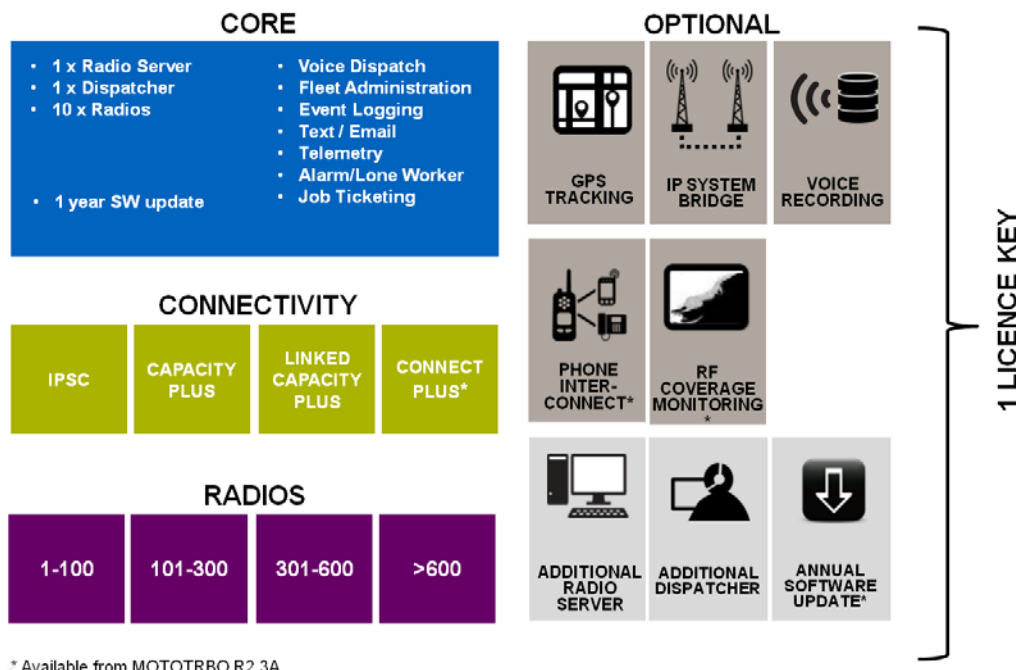 CORE
• 1 x Radio Server
• 1 x Dispatcher
• 10 x Radios
• 1 year SW update
• Voice Dispatch
• Fleet Administration
• Event Logging
• Text / Email
• Telemetry
• Alarm/Lone Worker
• Job Ticketing
CONNECTIVITY
IPSC
CAPACITY
PLUS
LINKED
CAPACITY
PLUS
CONNECT
PLUS*
RADIOS
1-100
101-300
301-600
>600
* Available from MOTOTRBO R2.3A
OPTIONAL
GPS
TRACKING
IP SYSTEM
BRIDGE
VOICE
RECORDING
PHONE
INTER-
CONNECT*
RF
COVERAGE
MONITORING
*
ADDITIONAL
RADIO
SERVER
ADDITIONAL
DISPATCHER
ANNUAL
SOFTWARE
UPDATE*
1 LICENCE KEY